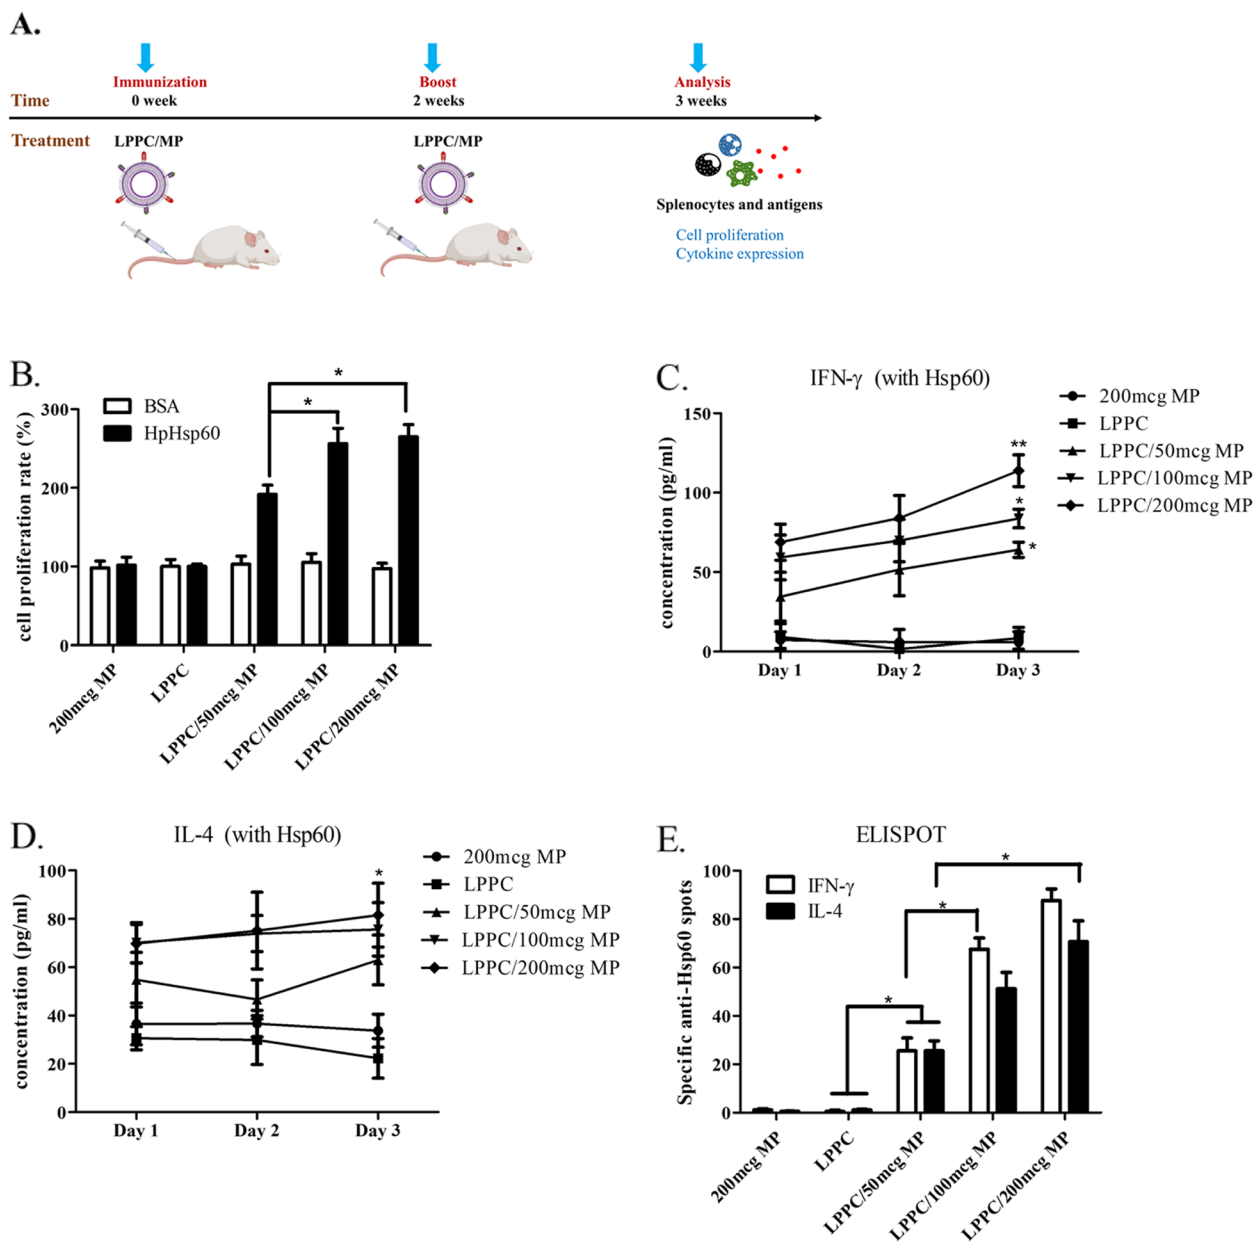 A.
Immunization
Boost
Analysis
Time
0 week
2 weeks
3 weeks
Treatment
LPPC/MP
LPPC/MP
Splenocytes and antigens
Cell proliferation
Cytokine expression
B.
*
*
BSA
HpHsp60
cell proliferation rate (%)
300
200
100
0
200mcg MP
LPPC
LPPC/50mcg MP
LPPC/100mcg MP
LPPC/200mcg MP
C.
IFN-γ (with Hsp60)
concentration (pg/ml)
150
100
50
0
**
*
*
Day 1
Day 2
Day 3
200mcg MP
LPPC
LPPC/50mcg MP
LPPC/100mcg MP
LPPC/200mcg MP
D.
IL-4 (with Hsp60)
concentration (pg/ml)
100
80
60
40
20
0
*
Day 1
Day 2
Day 3
200mcg MP
LPPC
LPPC/50mcg MP
LPPC/100mcg MP
LPPC/200mcg MP
E.
ELISPOT
Specific anti-Hsp60 spots
100
80
60
40
20
0
IFN-γ
IL-4
*
*
*
200mcg MP
LPPC
LPPC/50mcg MP
LPPC/100mcg MP
LPPC/200mcg MP